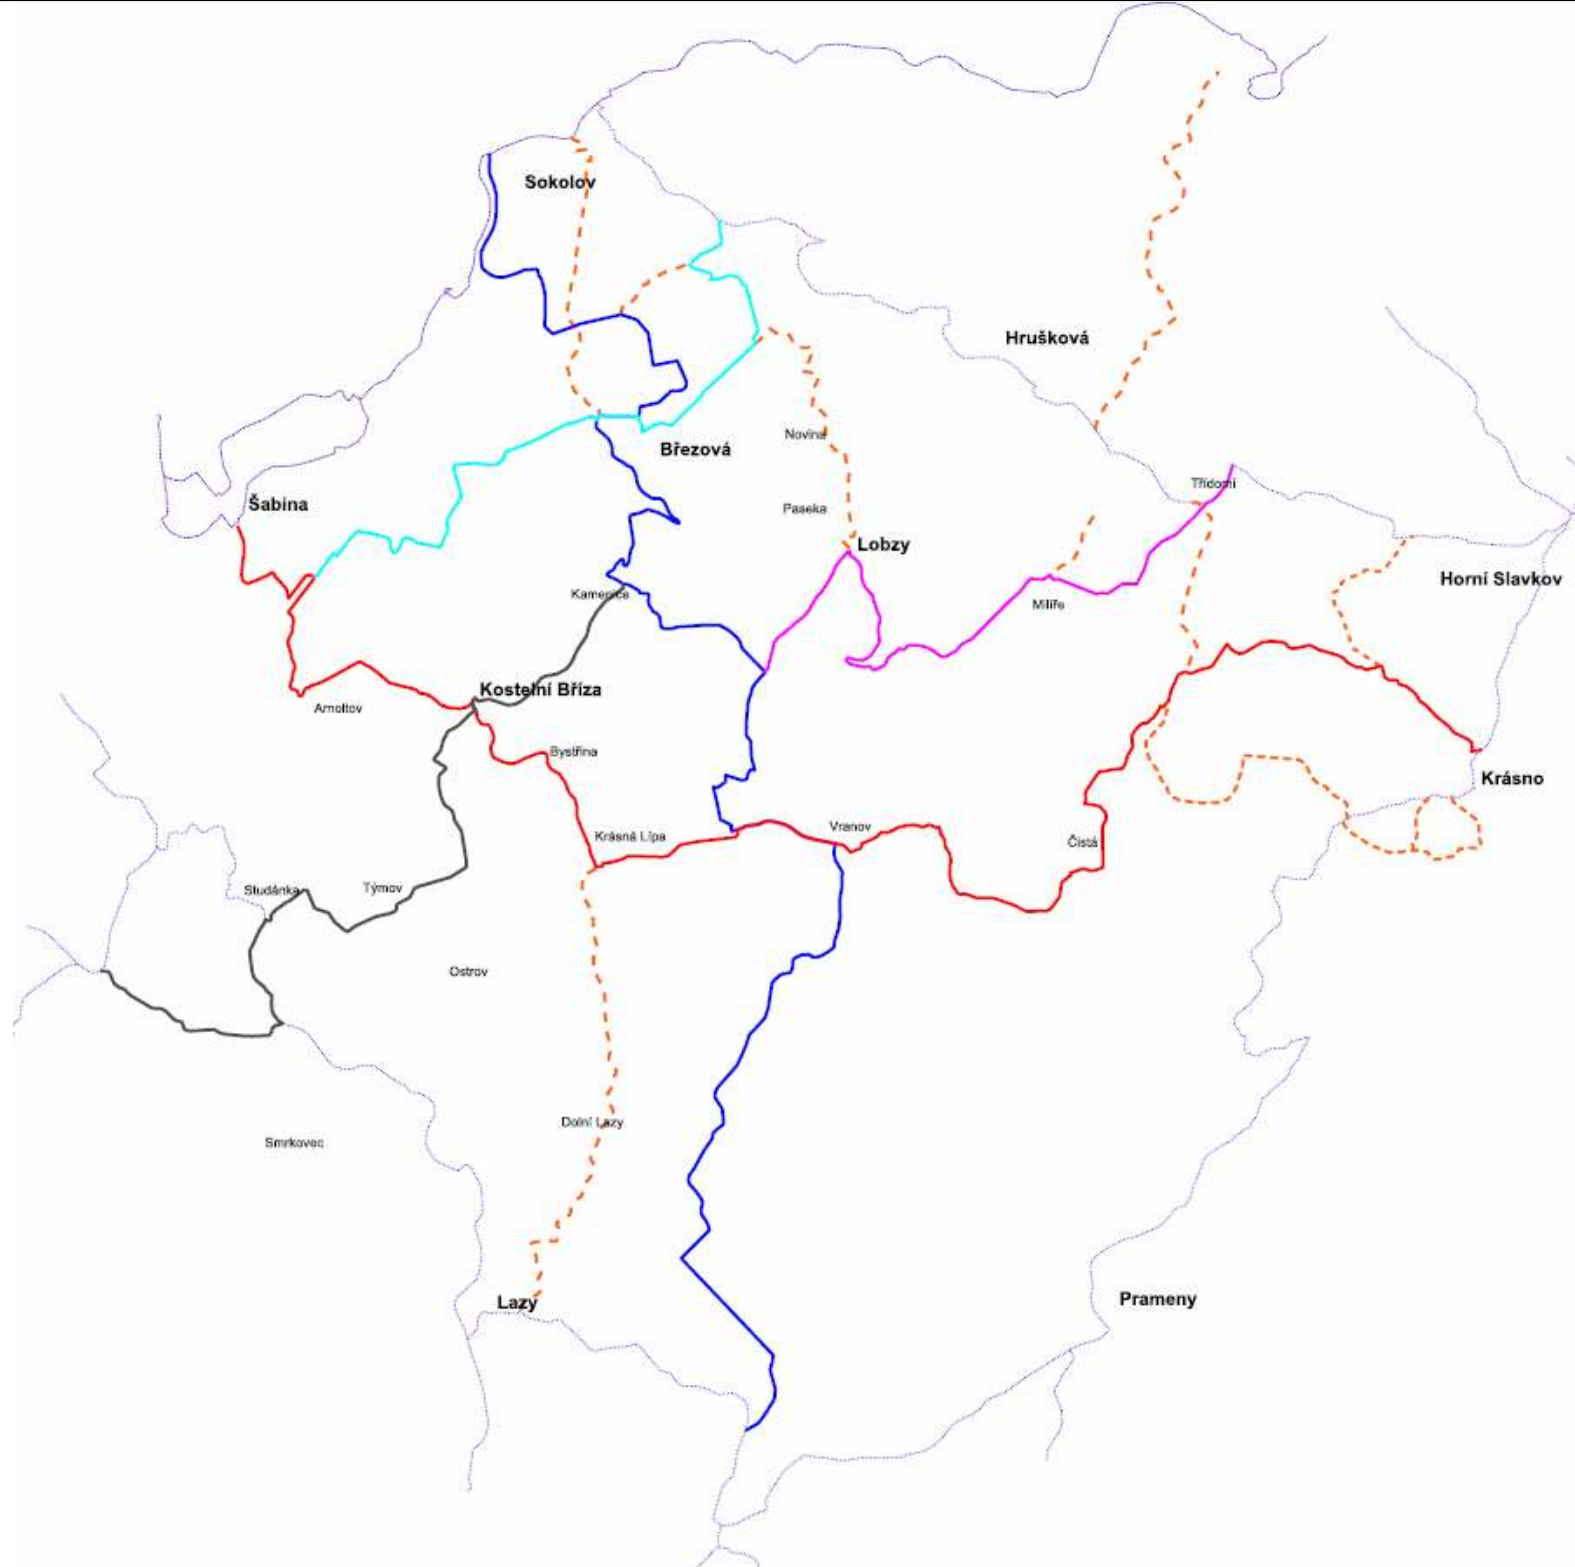 Sokolov
Hrušková
Novina
Březová
Třídomí
Šabina
Paseka
Lobzy
Horní Slavkov
Kamenice
Milíře
Kostelní Bříza
Arnoltov
Bystřina
Krásno
Vranov
Krásná Lípa
Čistá
Studánka
Týmov
Ostrov
Dolní Lazy
Smrkovec
Prameny
Lazy